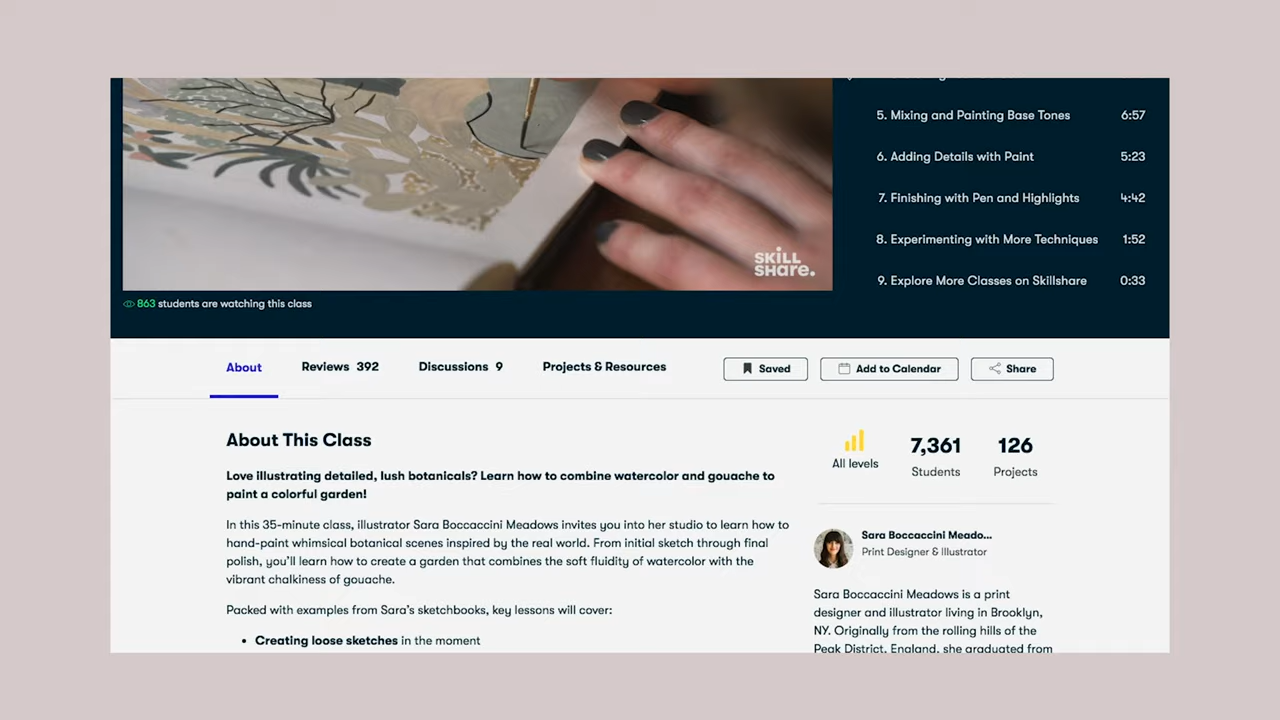 5. Mixing and Painting Base Tones 6:57
6. Adding Details with Paint 5:23
7. Finishing with Pen and Highlights 4:42
8. Experimenting with More Techniques 1:52
9. Explore More Classes on Skillshare 0:33
SKILL
SHARE.
863 students are watching this class
About Reviews 392 Discussions 9 Projects & Resources Saved Add to Calendar Share
About This Class
Love illustrating detailed, lush botanicals? Learn how to combine watercolor and gouache to
paint a colorful garden!
In this 35-minute class, illustrator Sara Boccaccini Meadows invites you into her studio to learn how to
hand-paint whimsical botanical scenes inspired by the real world. From initial sketch through final
polish, you'll learn how to create a garden that combines the soft fluidity of watercolor with the
vibrant chalkiness of gouache.
Packed with examples from Sara's sketchbooks, key lessons will cover:
• Creating loose sketches in the moment
All levels
7,361
Students
126
Projects
Sara Boccaccini Meado...
Print Designer & Illustrator
Sara Boccaccini Meadows is a print
designer and illustrator living in Brooklyn,
NY. Originally from the rolling hills of the
Peak District, England, she graduated from